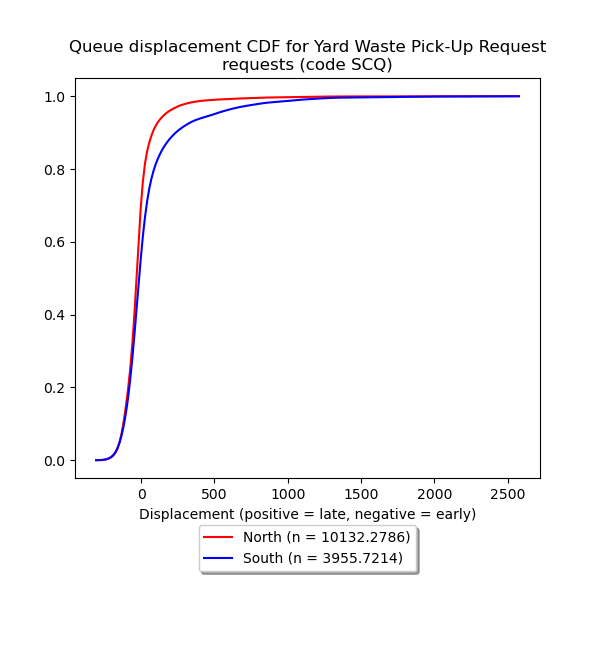 Queue displacement CDF for Yard Waste Pick-Up Request
requests (code SCQ)
1.0
0.8
0.6
0.4
0.2
0.0
0 500 1000 1500 2000 2500
Displacement (positive = late, negative = early)
North (n = 10132.2786)
South (n = 3955.7214)